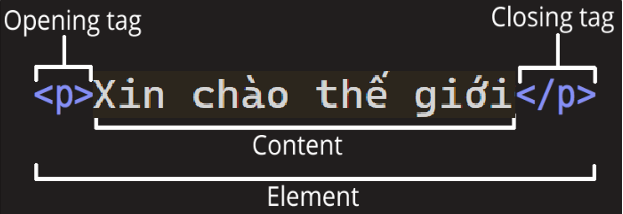 Opening tag
Closing tag
<p>Xin chào thế giới</p>
Content
Element